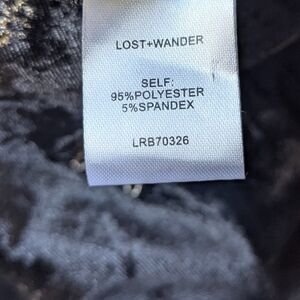 LOST+WANDER
SELF:
95%POLYESTER
5%SPANDEX
LRB70326